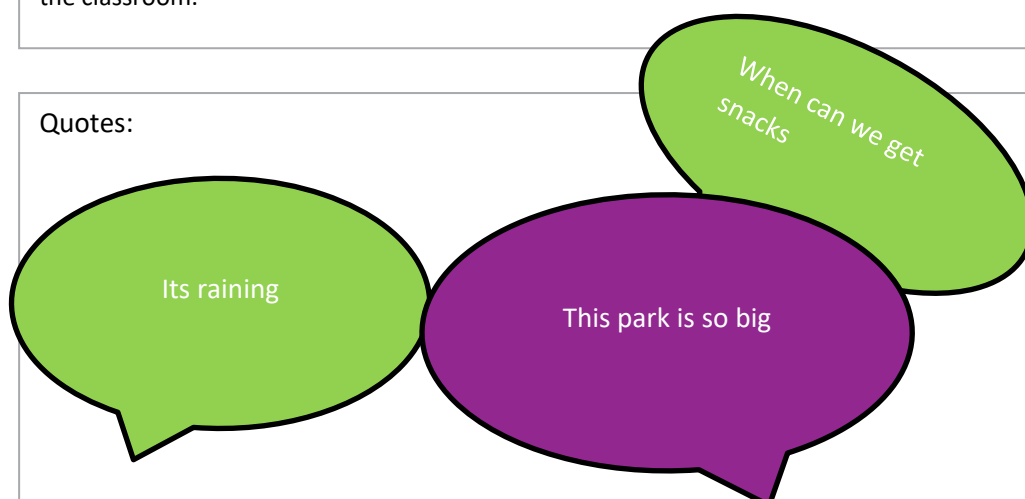 the classroom.
Quotes:
When can we get
snacks
Its raining
This park is so big